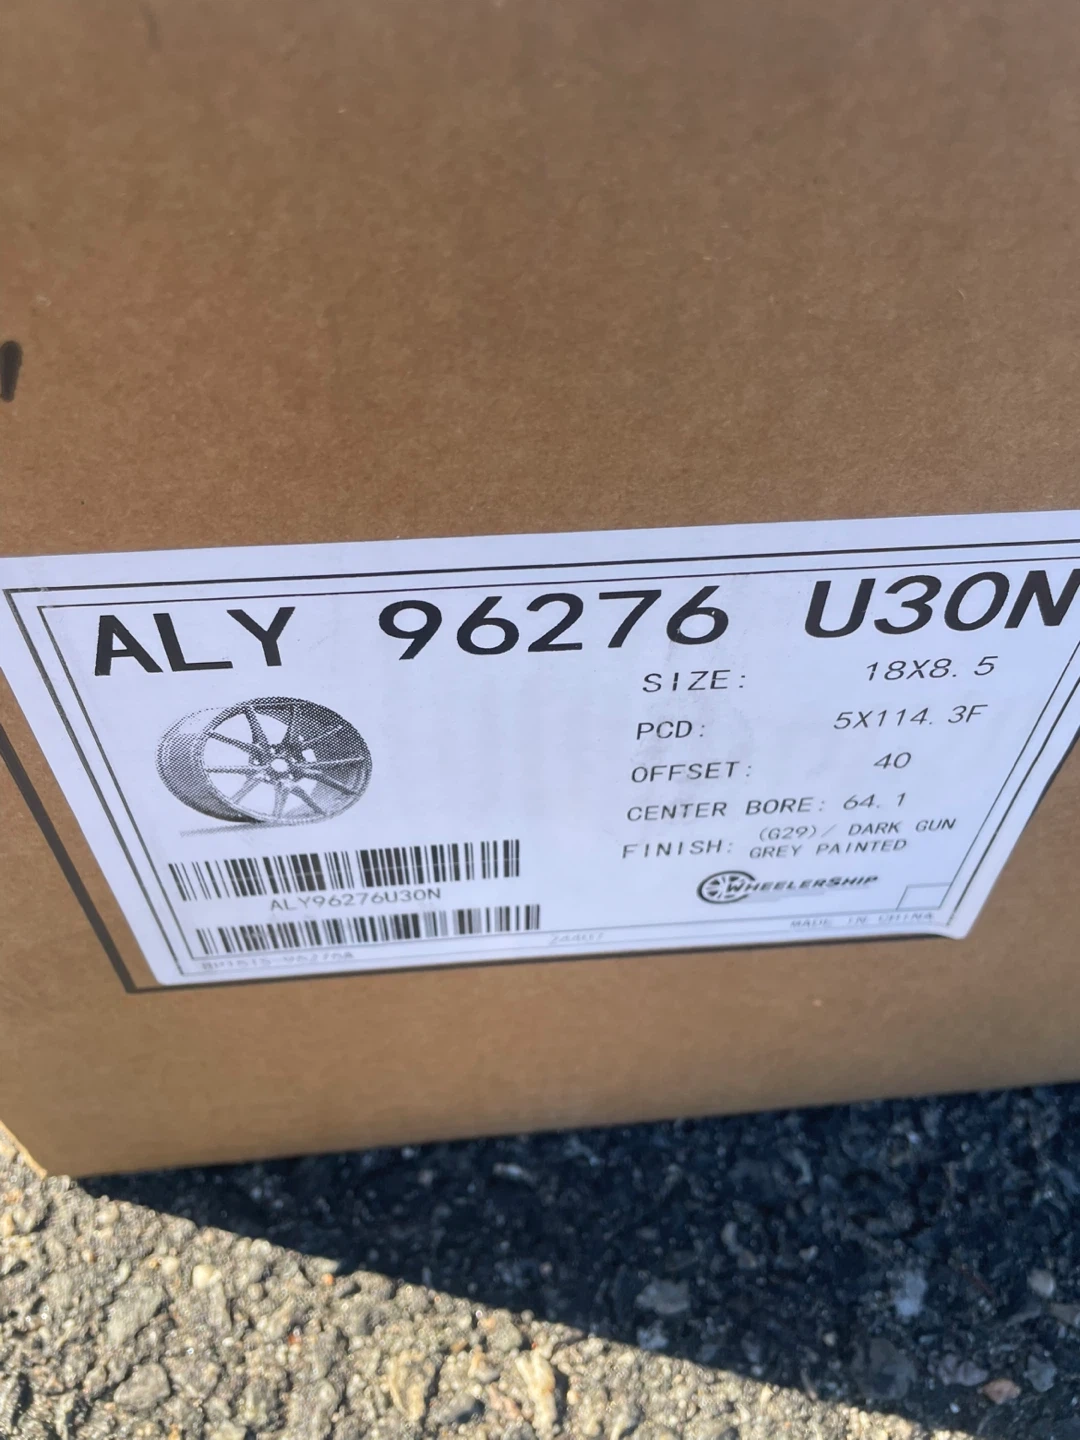 ALY 96276 U30N
SIZE: 18X8.5
PCD: 5X114.3F
OFFSET: 40
CENTER BORE: 64.1
FINISH: (G29)/ DARK GUN
GREY PAINTED
WHEELERSHIP
ALY96276U30N
MADE IN CHINA